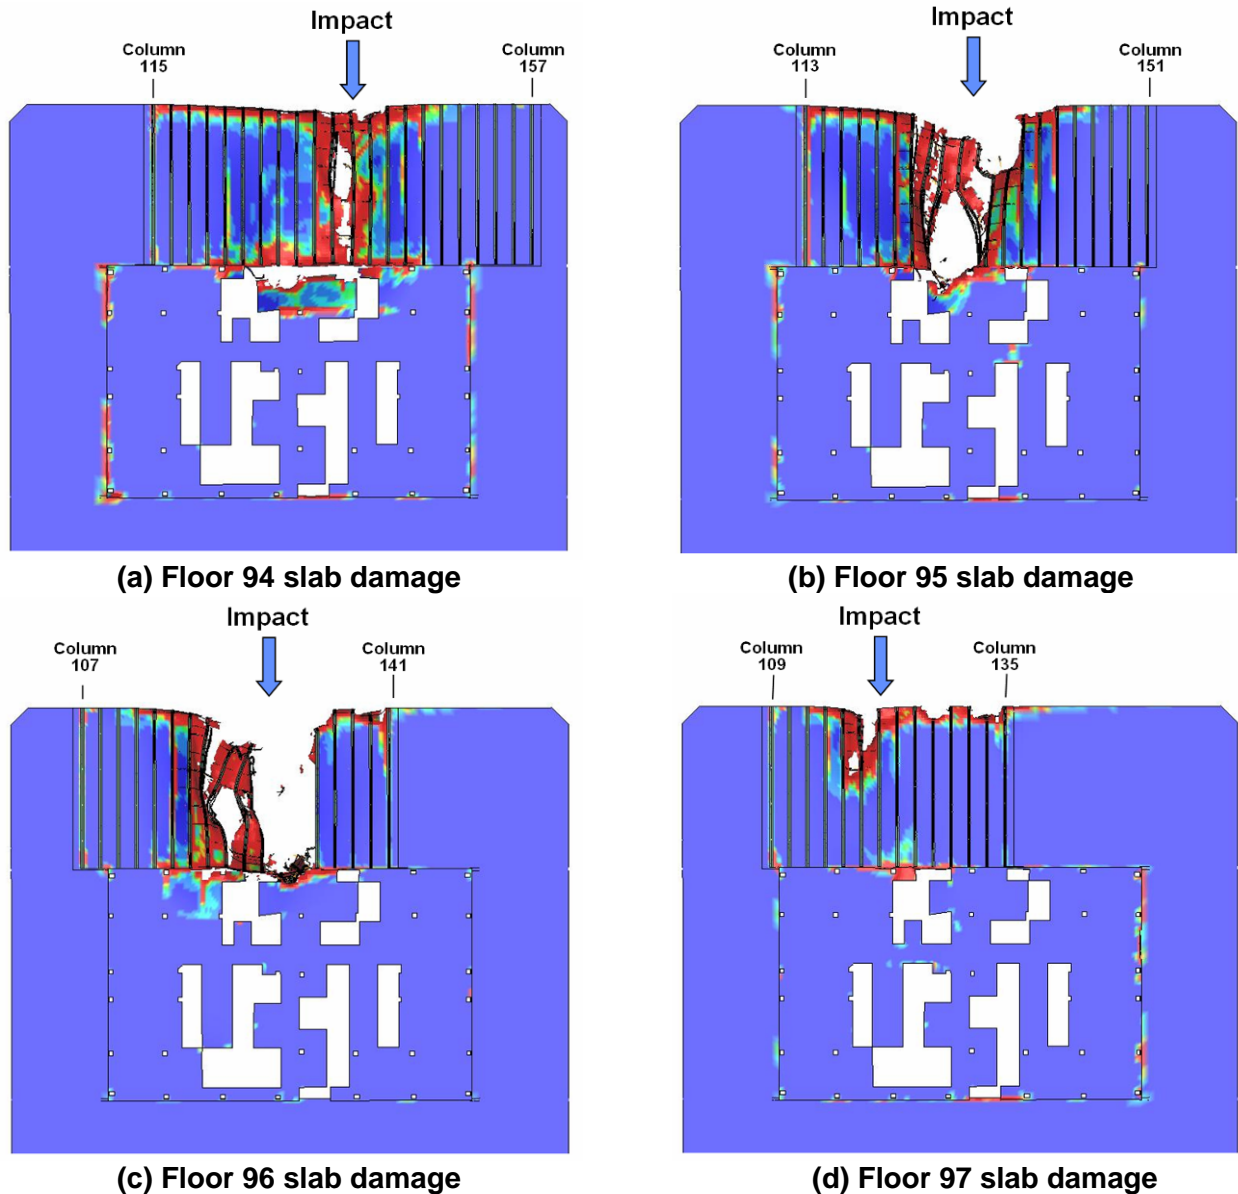 Impact
Column
115
Column
157
(a) Floor 94 slab damage
Impact
Column
113
Column
151
(b) Floor 95 slab damage
Impact
Column
107
Column
141
(c) Floor 96 slab damage
Impact
Column
109
Column
135
(d) Floor 97 slab damage